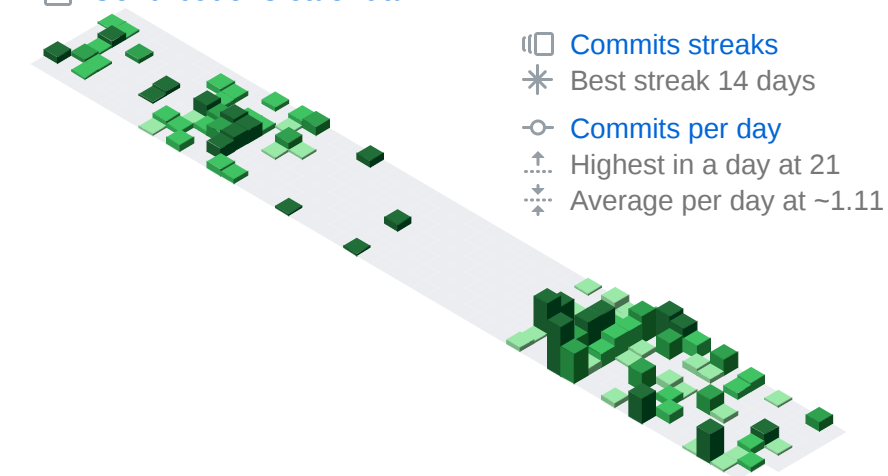 Commits streaks
Best streak 14 days
Commits per day
Highest in a day at 21
Average per day at ~1.11